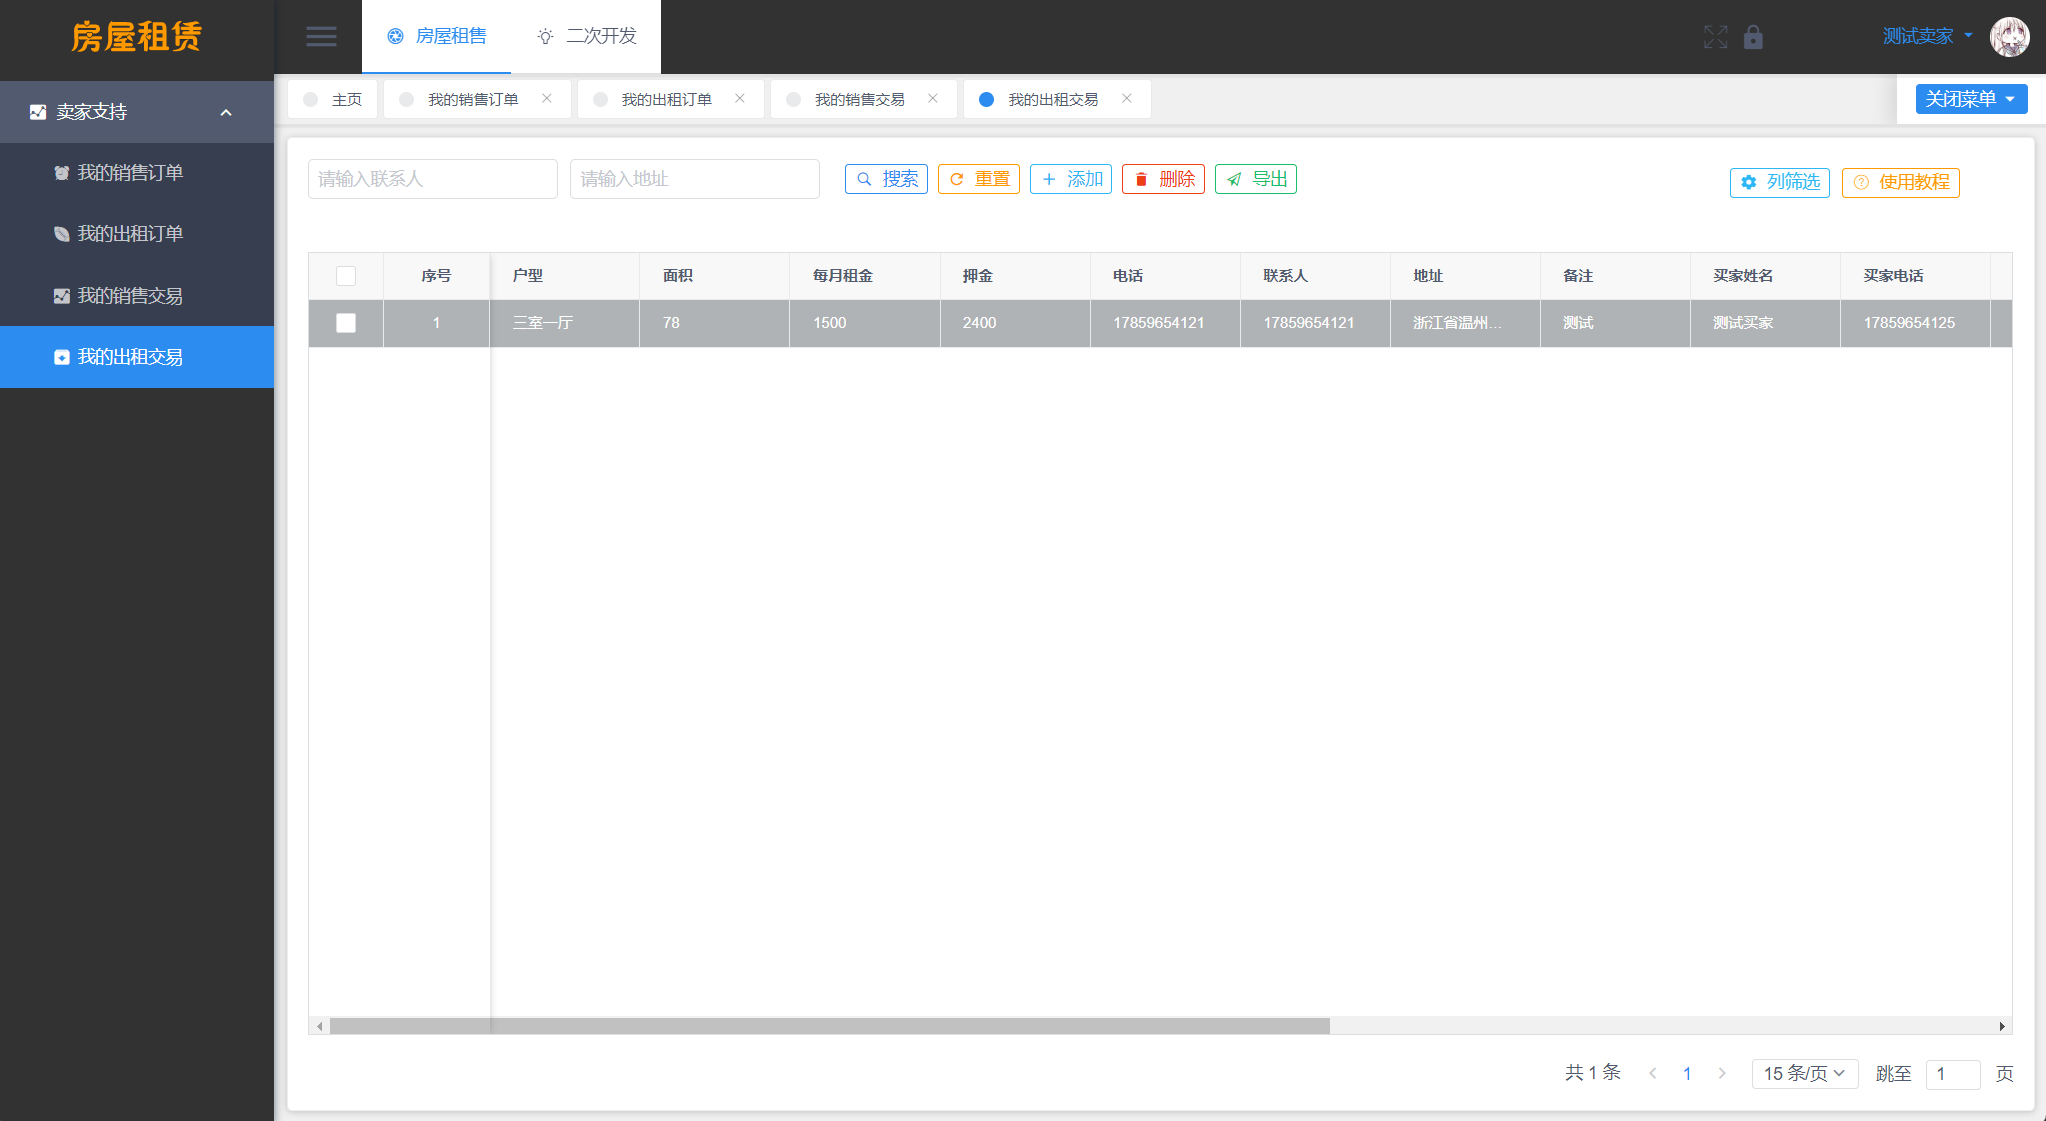 房屋租赁
房屋租售
二次开发
测试卖家
卖家支持
我的销售订单
我的出租订单
我的销售交易
我的出租交易
主页
我的销售订单
我的出租订单
我的销售交易
我的出租交易
关闭菜单
请输入联系人
请输入地址
搜索
重置
添加
删除
导出
列筛选
使用教程
序号 户型 面积 每月租金 押金 电话 联系人 地址 备注 买家姓名 买家电话
1 三室一厅 78 1500 2400 17859654121 17859654121 浙江省温州... 测试 测试买家 17859654125
共 1 条 1 15 条/页 跳至 1 页